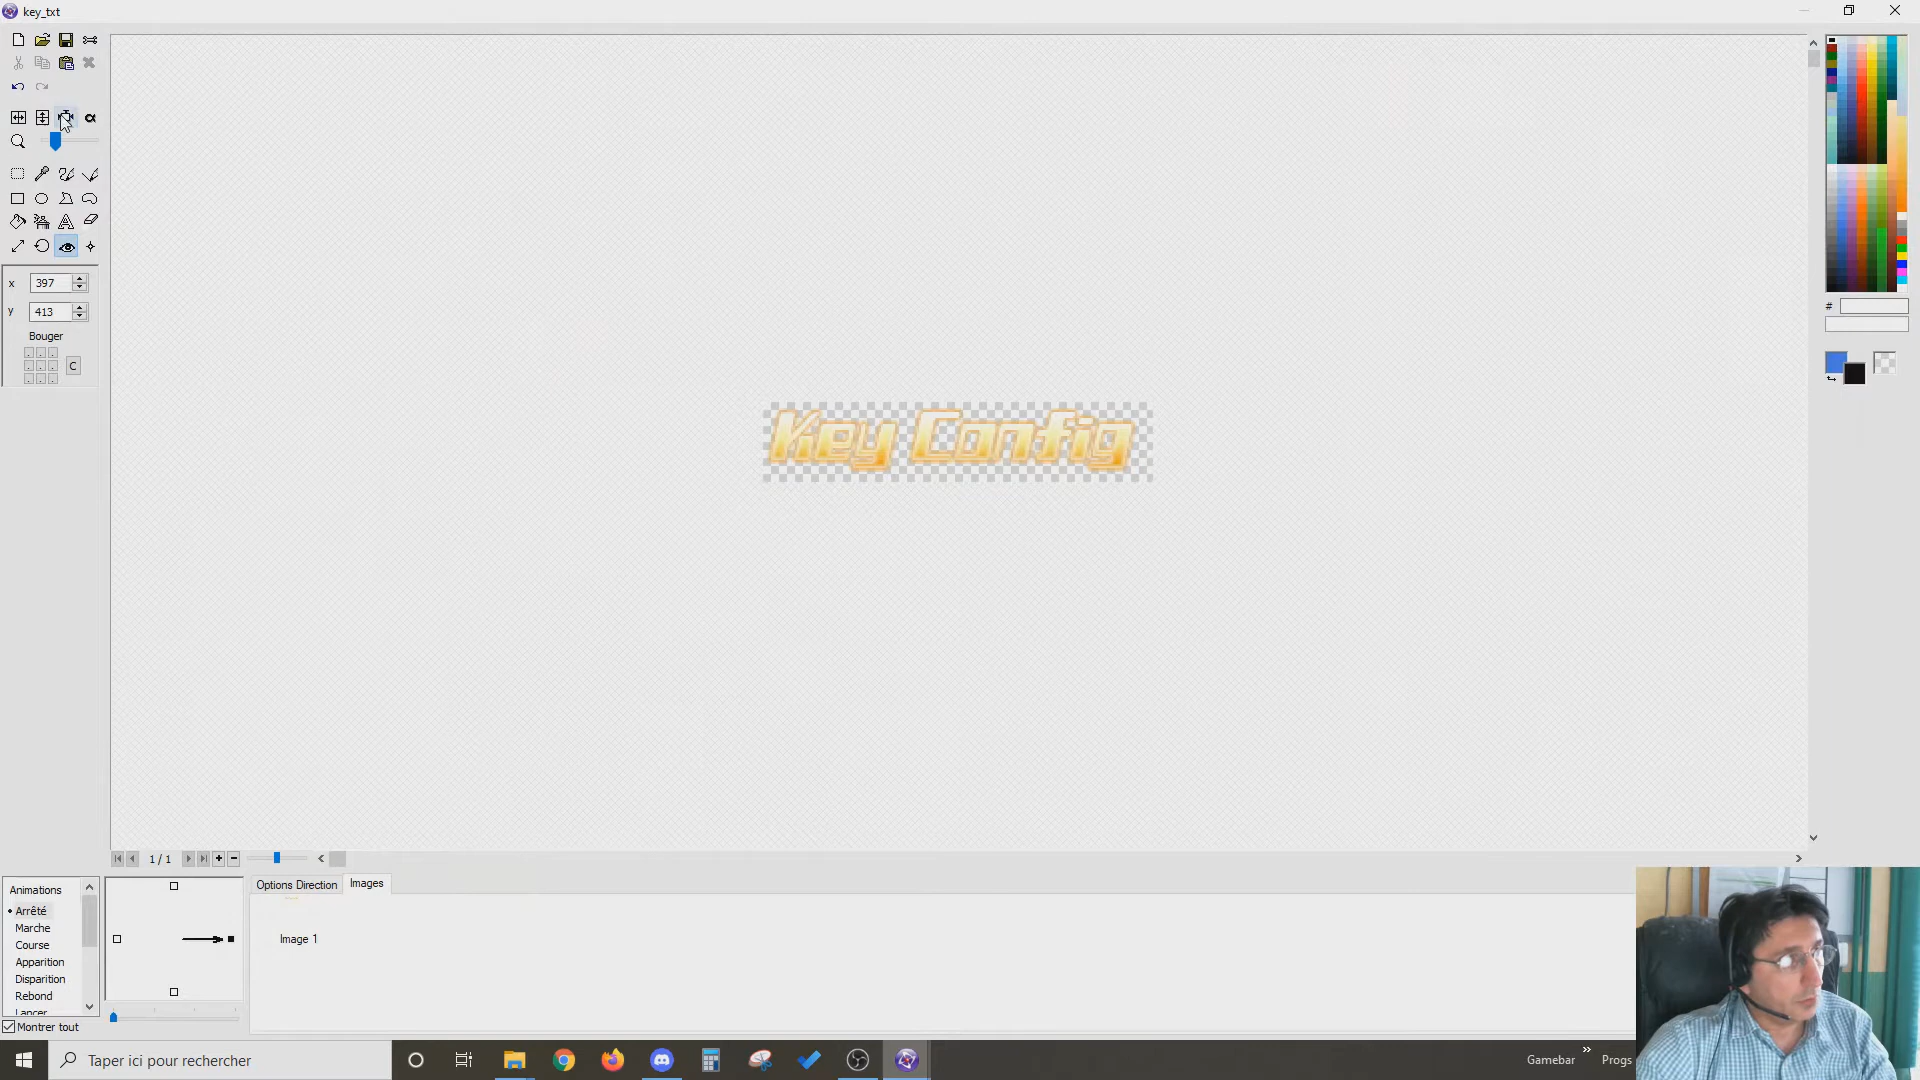 key_txt
α
x 397
y 413
Bouger
C
#
Key Config
1 / 1
Animations
Arrêté
Marche
Course
Apparition
Disparition
Rebond
Lancer
Montrer tout
Options Direction
Images
Image 1
Taper ici pour rechercher
Gamebar
Progs